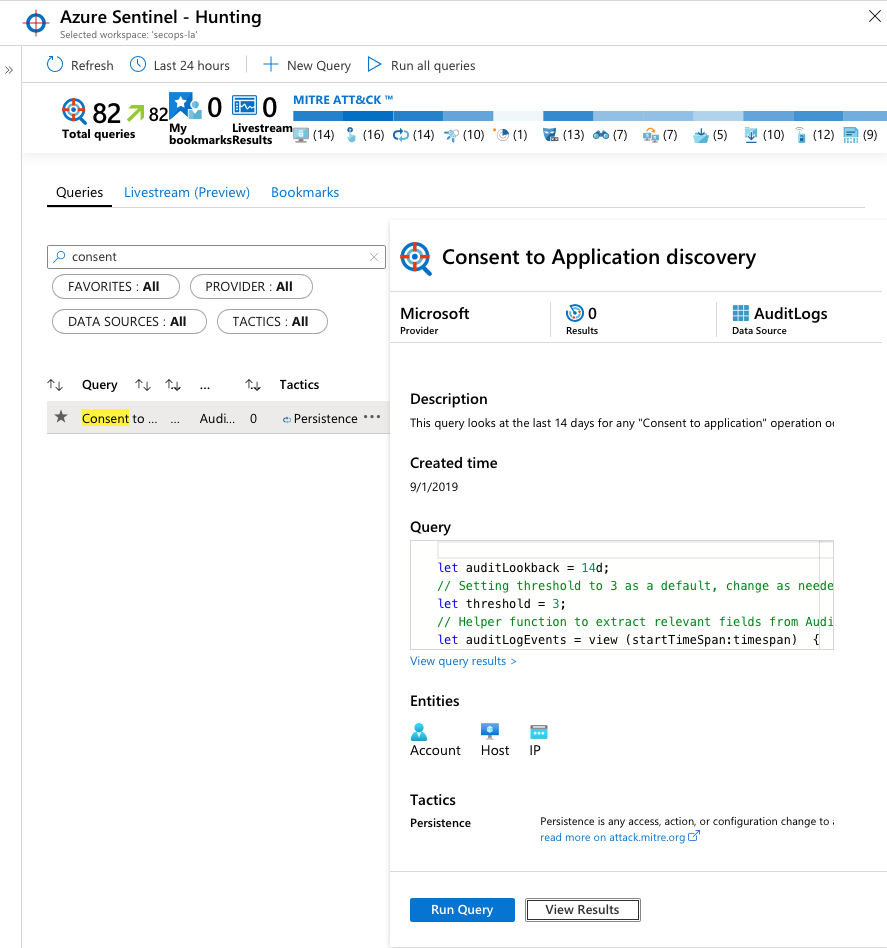 Azure Sentinel - Hunting
Selected workspace: 'secops-la'
Refresh Last 24 hours New Query Run all queries
82 82 0 0
Total queries My bookmarks Livestream Results
MITRE ATT&CK ™
(14) (16) (14) (10) (1) (13) (7) (7) (5) (10) (12) (9)
Queries Livestream (Preview) Bookmarks
consent
FAVORITES : All PROVIDER : All
DATA SOURCES : All TACTICS : All
Query ... Tactics
Consent to ... ... Audi... 0 Persistence ...
Consent to Application discovery
Microsoft 0 AuditLogs
Provider Results Data Source
Description
This query looks at the last 14 days for any "Consent to application" operation
Created time
9/1/2019
Query
let auditLookback = 14d;
// Setting threshold to 3 as a default, change as neede
let threshold = 3;
// Helper function to extract relevant fields from Audi
let auditLogEvents = view (startTimeSpan:timespan) {
View query results >
Entities
Account Host IP
Tactics
Persistence Persistence is any access, action, or configuration change to
read more on attack.mitre.org
Run Query View Results